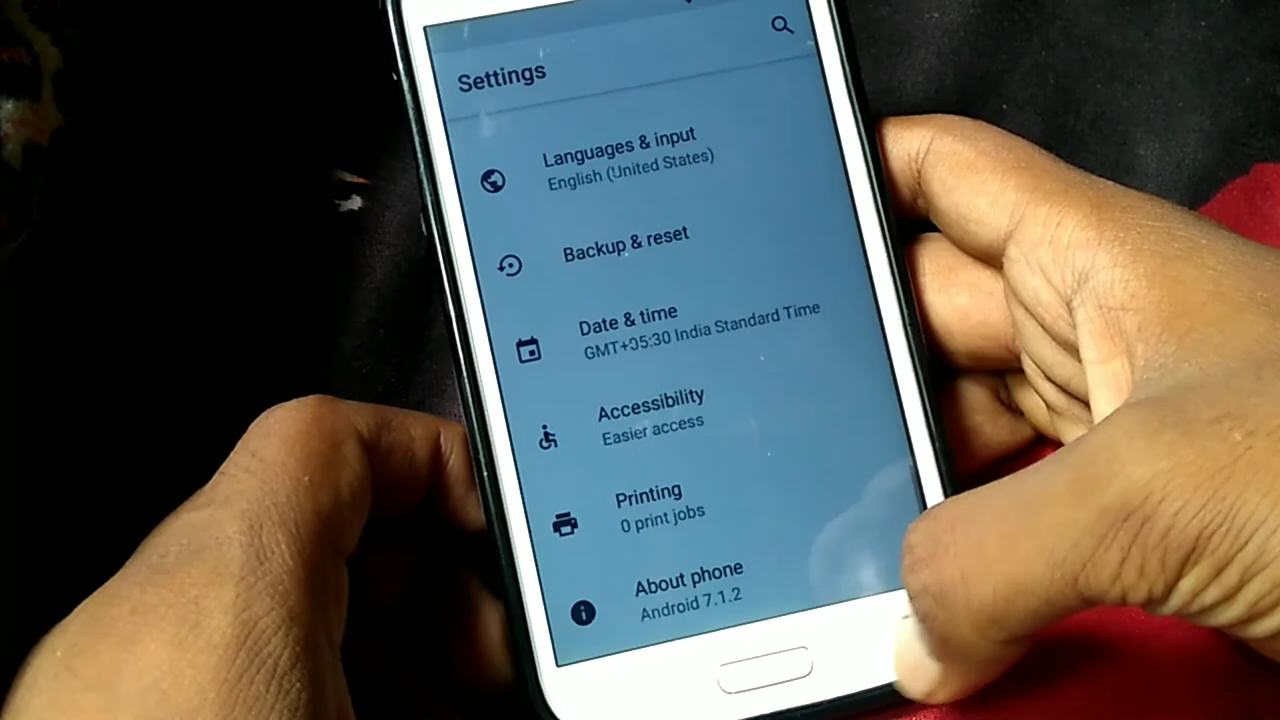 Settings
Languages & input
English (United States)
Backup & reset
Date & time
GMT+05:30 India Standard Time
Accessibility
Easier access
Printing
0 print jobs
About phone
Android 7.1.2